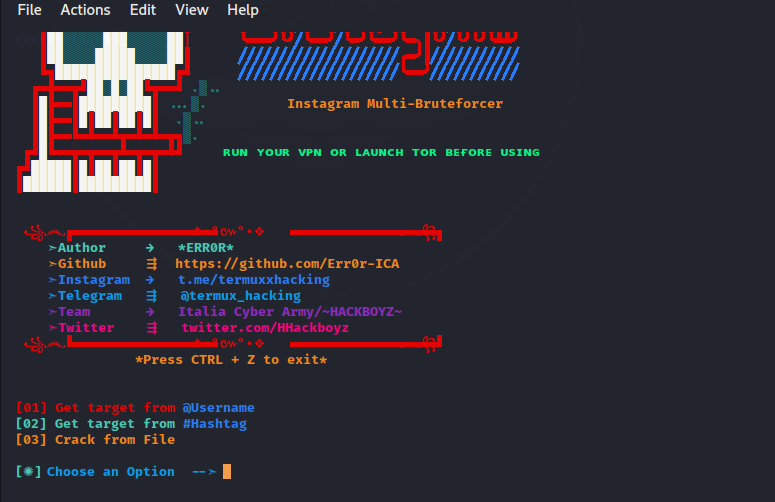 File Actions Edit View Help
Instagram Multi-Bruteforcer
RUN YOUR VPN OR LAUNCH TOR BEFORE USING
➣Author → *ERR0R*
➣Github ⇶ https://github.com/Err0r-ICA
➣Instagram → t.me/termuxxhacking
➣Telegram ⇶ @termux_hacking
➣Team → Italia Cyber Army/~HACKBOYZ~
➣Twitter ⇶ twitter.com/HHackboyz
*Press CTRL + Z to exit*
[01] Get target from @Username
[02] Get target from #Hashtag
[03] Crack from File
[✺] Choose an Option --➣